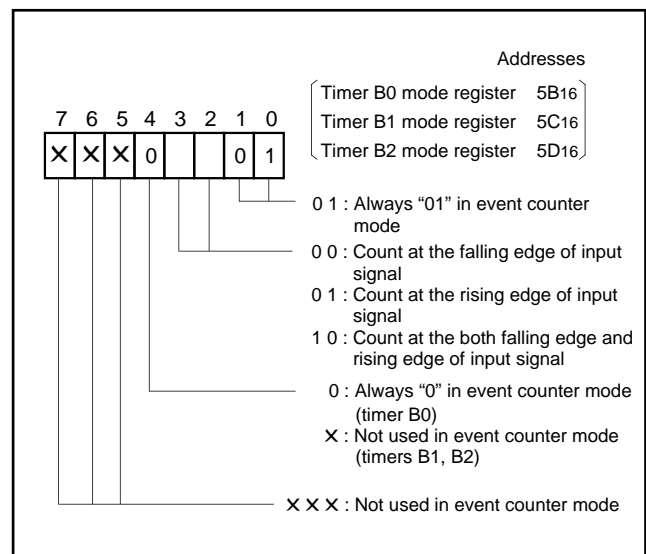 Addresses
Timer B0 mode register 5B16
Timer B1 mode register 5C16
Timer B2 mode register 5D16
7 6 5 4 3 2 1 0
X X X 0 0 1
0 1 : Always “01” in event counter
mode
0 0 : Count at the falling edge of input
signal
0 1 : Count at the rising edge of input
signal
1 0 : Count at the both falling edge and
rising edge of input signal
0 : Always “0” in event counter mode
(timer B0)
X : Not used in event counter mode
(timers B1, B2)
X X X : Not used in event counter mode